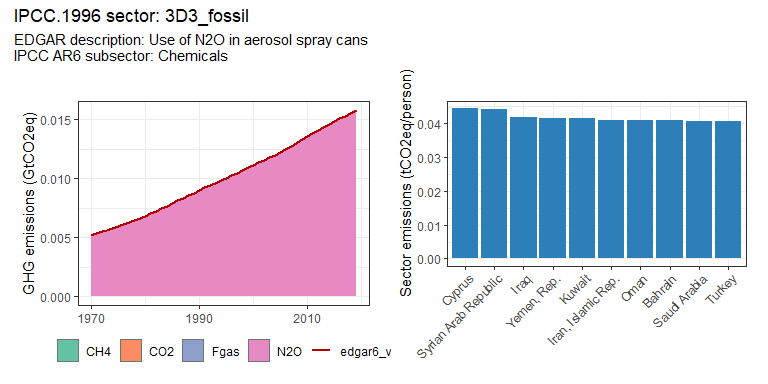 IPCC.1996 sector: 3D3_fossil
EDGAR description: Use of N2O in aerosol spray cans
IPCC AR6 subsector: Chemicals
GHG emissions (GtCO2eq)
0.015
0.010
0.005
0.000
1970
1990
2010
CH4
CO2
Fgas
N2O
edgar6_v
Sector emissions (tCO2eq/person)
0.04
0.03
0.02
0.01
0.00
Cyprus
Syrian Arab Republic
Iraq
Yemen, Rep.
Kuwait
Iran, Islamic Rep.
Oman
Bahrain
Saudi Arabia
Turkey